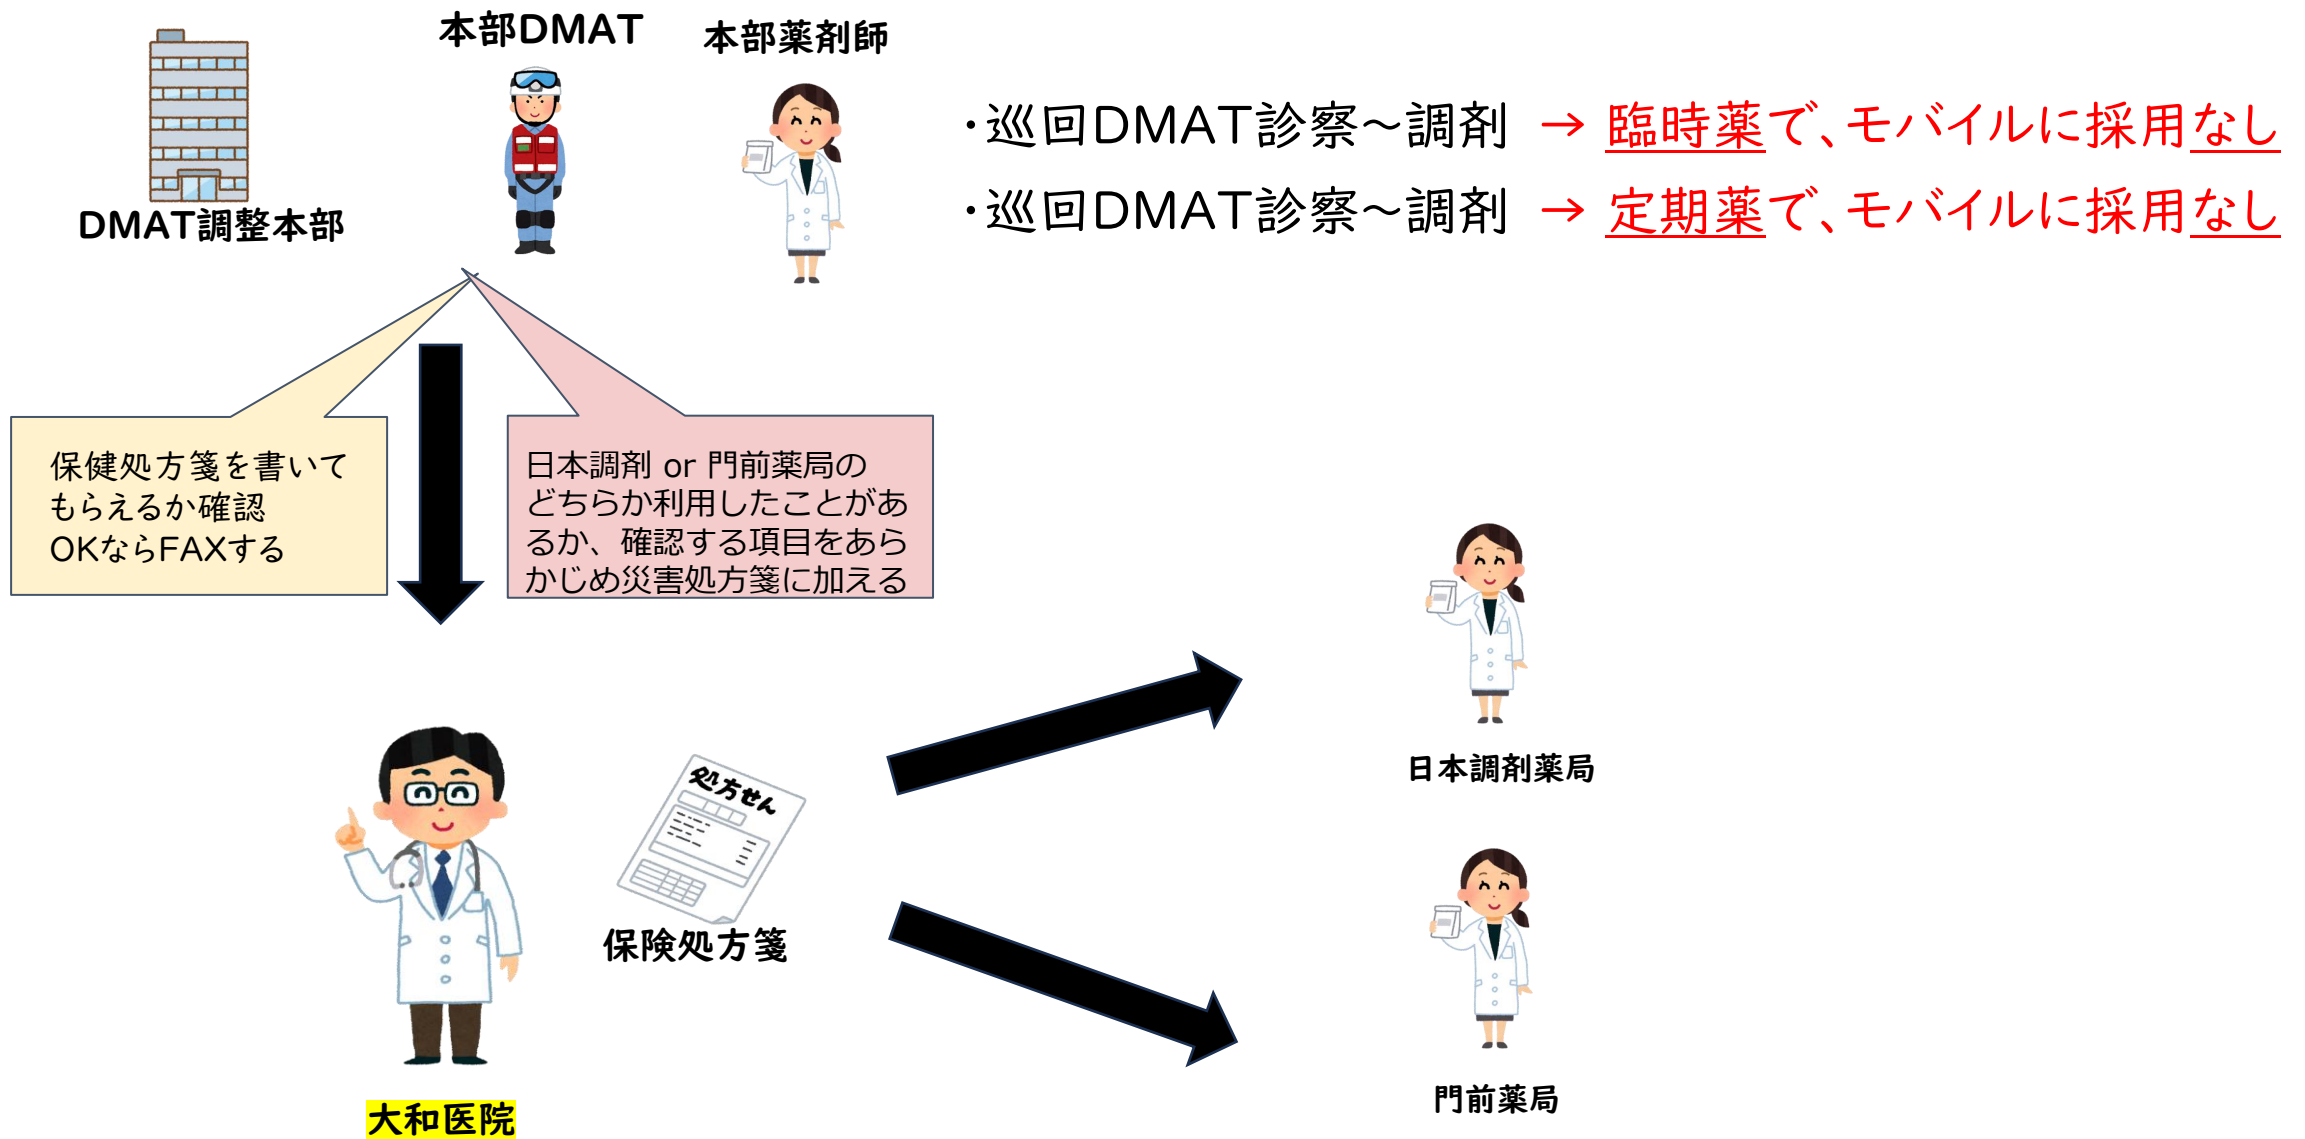 本部DMAT
本部薬剤師
DMAT調整本部
・巡回DMAT診察～調剤 → 臨時薬で、モバイルに採用なし
・巡回DMAT診察～調剤 → 定期薬で、モバイルに採用なし
保健処方箋を書いて
もらえるか確認
OKならFAXする
日本調剤 or 門前薬局の
どちらか利用したことがあ
るか、確認する項目をあら
かじめ災害処方箋に加える
処方せん
保険処方箋
大和医院
日本調剤薬局
門前薬局